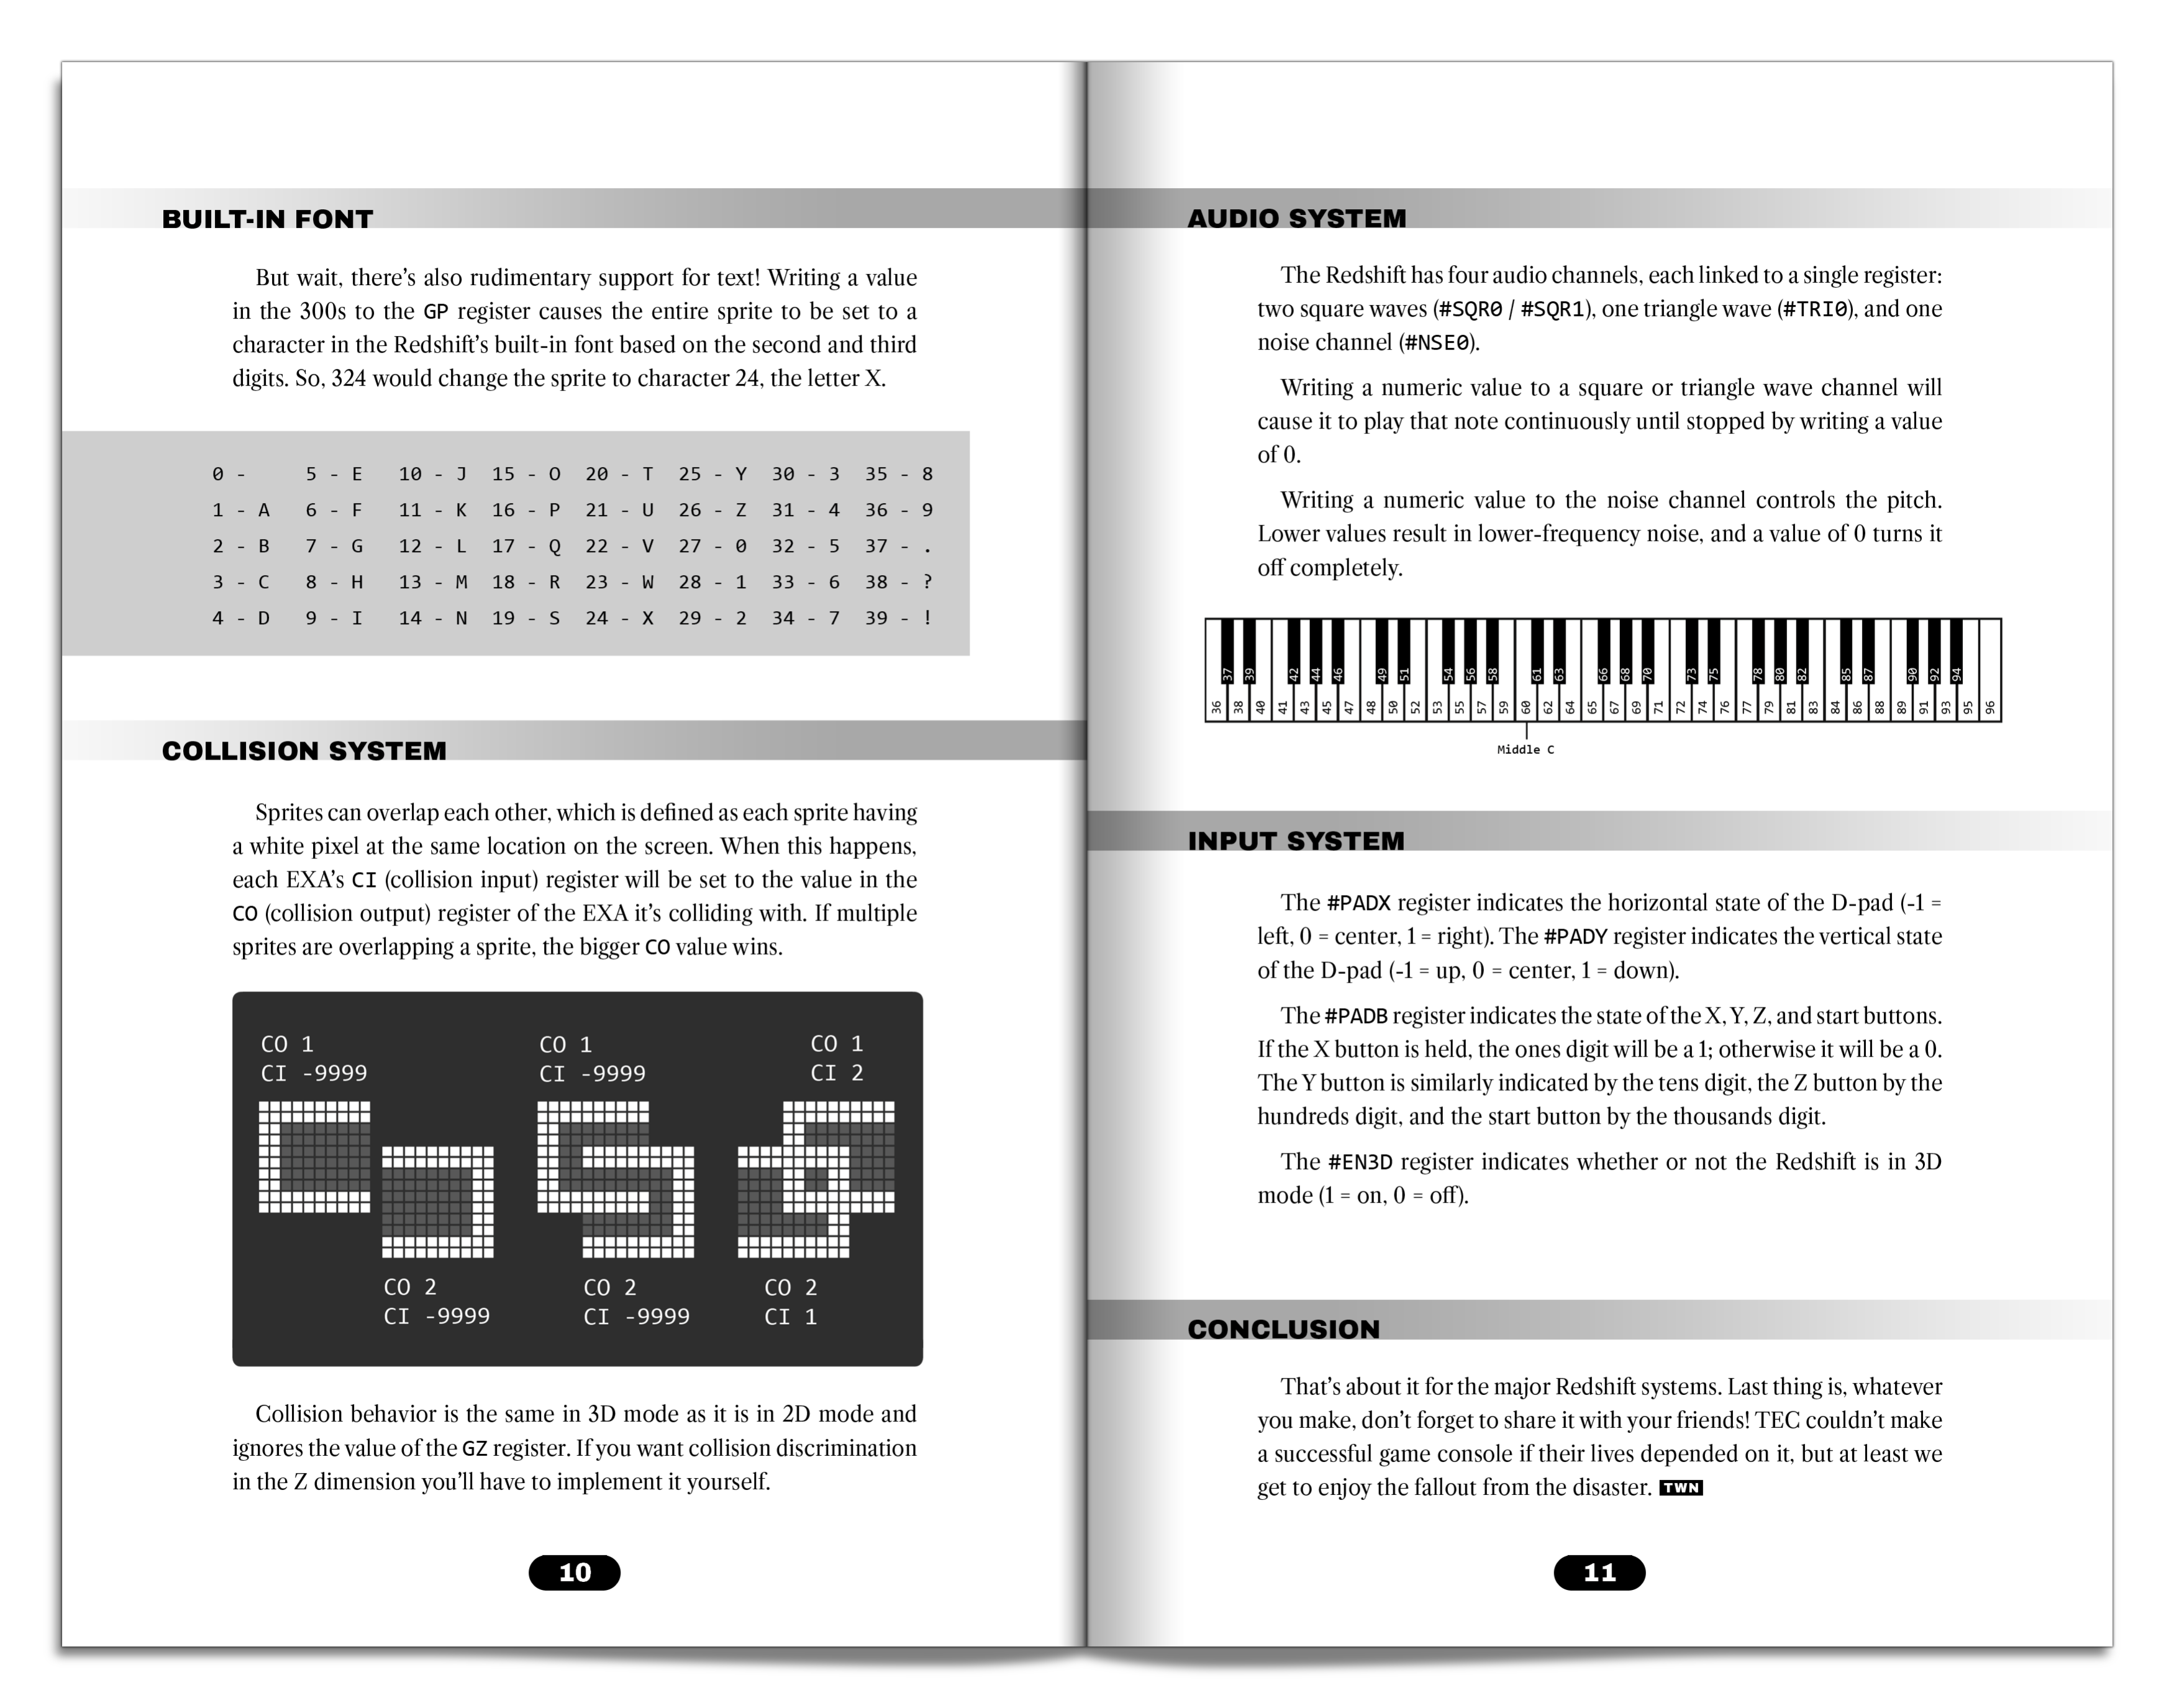 BUILT-IN FONT
But wait, there's also rudimentary support for text! Writing a value
in the 300s to the GP register causes the entire sprite to be set to a
character in the Redshift's built-in font based on the second and third
digits. So, 324 would change the sprite to character 24, the letter X.
0 - 5 - E 10 - J 15 - O 20 - T 25 - Y 30 - 3 35 - 8
1 - A 6 - F 11 - K 16 - P 21 - U 26 - Z 31 - 4 36 - 9
2 - B 7 - G 12 - L 17 - Q 22 - V 27 - 0 32 - 5 37 - .
3 - C 8 - H 13 - M 18 - R 23 - W 28 - 1 33 - 6 38 - ?
4 - D 9 - I 14 - N 19 - S 24 - X 29 - 2 34 - 7 39 - !
COLLISION SYSTEM
Sprites can overlap each other, which is defined as each sprite having
a white pixel at the same location on the screen. When this happens,
each EXA's CI (collision input) register will be set to the value in the
CO (collision output) register of the EXA it's colliding with. If multiple
sprites are overlapping a sprite, the bigger CO value wins.
CO 1 CO 1 CO 1
CI -9999 CI -9999 CI 2
CO 2 CO 2 CO 2
CI -9999 CI -9999 CI 1
Collision behavior is the same in 3D mode as it is in 2D mode and
ignores the value of the GZ register. If you want collision discrimination
in the Z dimension you'll have to implement it yourself.
10
AUDIO SYSTEM
The Redshift has four audio channels, each linked to a single register:
two square waves (#SQR0 / #SQR1), one triangle wave (#TRI0), and one
noise channel (#NSE0).
Writing a numeric value to a square or triangle wave channel will
cause it to play that note continuously until stopped by writing a value
of 0.
Writing a numeric value to the noise channel controls the pitch.
Lower values result in lower-frequency noise, and a value of 0 turns it
off completely.
37 39 42 44 46 49 51 54 56 58 61 63 66 68 70 73 75 78 80 82 85 87 90 92 94
36 38 40 41 43 45 47 48 50 52 53 55 57 59 60 62 64 65 67 69 71 72 74 76 77 79 81 83 84 86 88 89 91 93 95 96
Middle C
INPUT SYSTEM
The #PADX register indicates the horizontal state of the D-pad (-1 =
left, 0 = center, 1 = right). The #PADY register indicates the vertical state
of the D-pad (-1 = up, 0 = center, 1 = down).
The #PADB register indicates the state of the X, Y, Z, and start buttons.
If the X button is held, the ones digit will be a 1; otherwise it will be a 0.
The Y button is similarly indicated by the tens digit, the Z button by the
hundreds digit, and the start button by the thousands digit.
The #EN3D register indicates whether or not the Redshift is in 3D
mode (1 = on, 0 = off).
CONCLUSION
That's about it for the major Redshift systems. Last thing is, whatever
you make, don't forget to share it with your friends! TEC couldn't make
a successful game console if their lives depended on it, but at least we
get to enjoy the fallout from the disaster. TWN
11